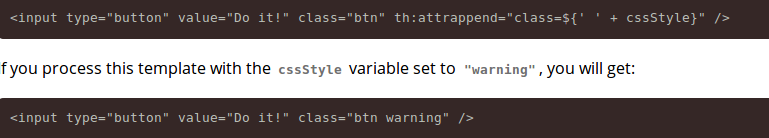 <input type="button" value="Do it!" class="btn" th:attrappend="class=${' ' + cssStyle}" />
If you process this template with the cssStyle variable set to "warning", you will get:
<input type="button" value="Do it!" class="btn warning" />